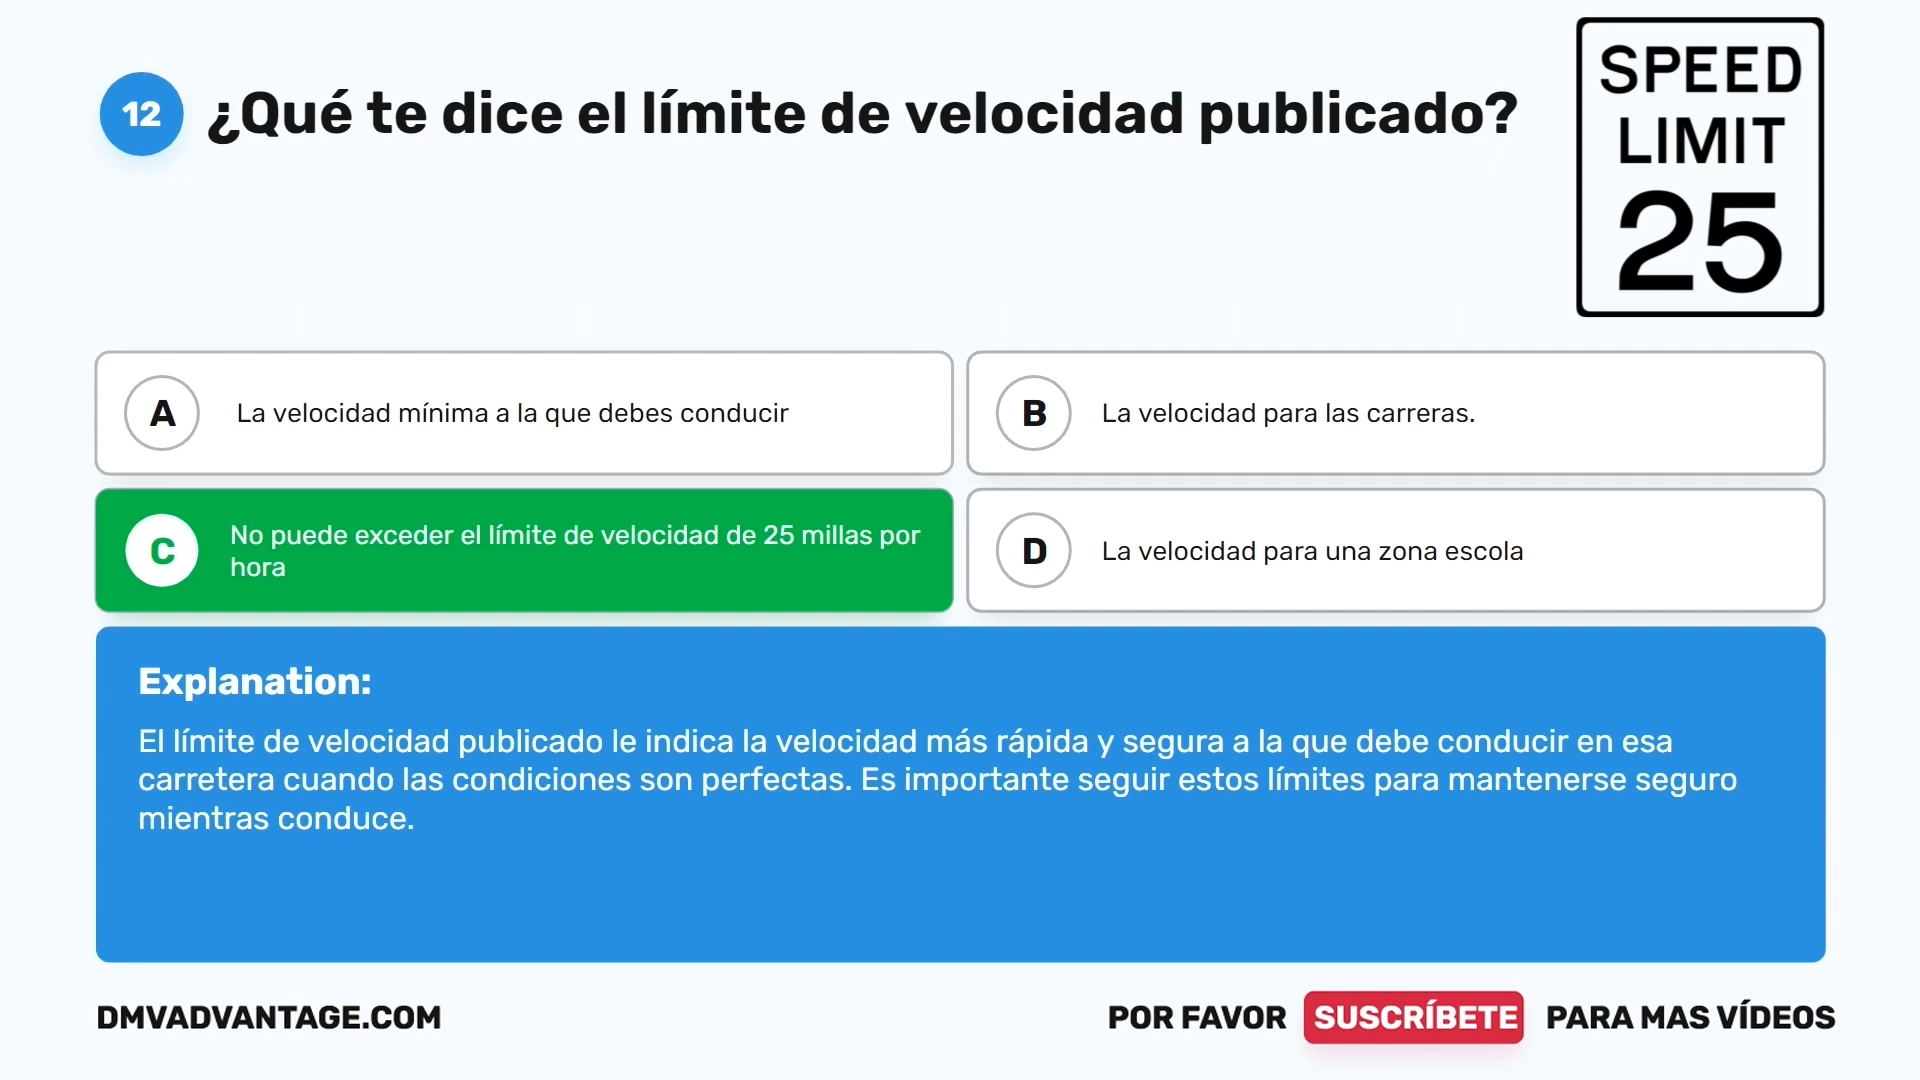 12
¿Qué te dice el límite de velocidad publicado?
SPEED
LIMIT
25
A
La velocidad mínima a la que debes conducir
B
La velocidad para las carreras.
C
No puede exceder el límite de velocidad de 25 millas por
hora
D
La velocidad para una zona escola
Explanation:
El límite de velocidad publicado le indica la velocidad más rápida y segura a la que debe conducir en esa
carretera cuando las condiciones son perfectas. Es importante seguir estos límites para mantenerse seguro
mientras conduce.
DMVADVANTAGE.COM
POR FAVOR SUSCRÍBETE PARA MAS VÍDEOS